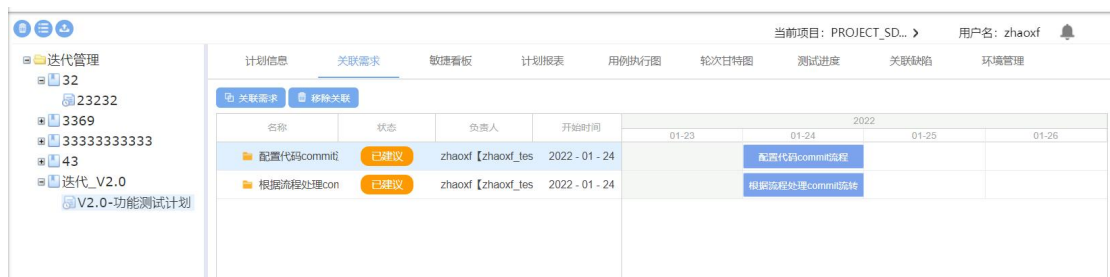 当前项目: PROJECT_SD... >
用户名: zhaoxf
迭代管理
32
23232
3369
33333333333
43
迭代_V2.0
V2.0-功能测试计划
计划信息 关联需求 敏捷看板 计划报表 用例执行图 轮次甘特图 测试进度 关联缺陷 环境管理
关联需求 移除关联
名称 状态 负责人 开始时间 2022
01-23 01-24 01-25 01-26
配置代码commit 已建议 zhaoxf【zhaoxf_tes 2022 - 01 - 24 配置代码commit流程
根据流程处理con 已建议 zhaoxf【zhaoxf_tes 2022 - 01 - 24 根据流程处理commit流转